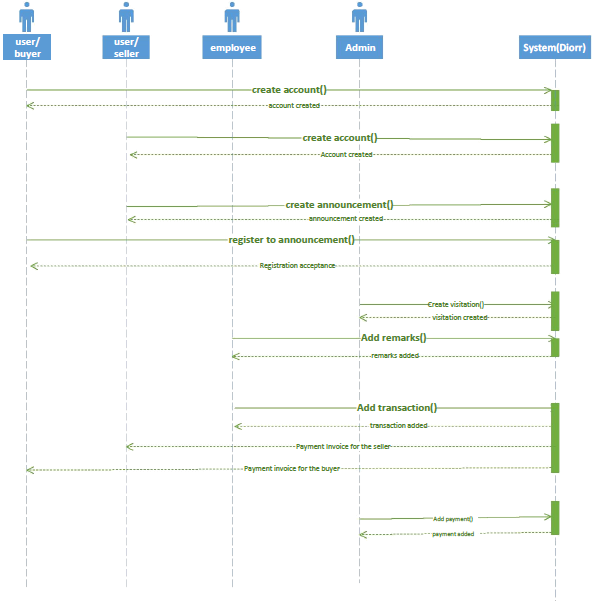 user/
buyer
user/
seller
employee
Admin
System(Diorr)
create account()
account created
create account()
Account created
create announcement()
announcement created
register to announcement()
Registration acceptance
Create visitation()
visitation created
Add remarks()
remarks added
Add transaction()
transaction added
Payment Invoice for the seller
Payment invoice for the buyer
Add payment()
payment added